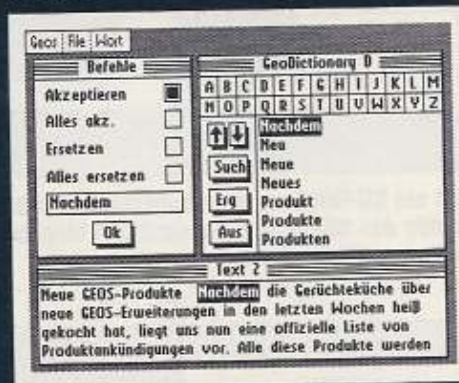 Geos File Wort
Befehle
Akzeptieren
Alles akz.
Ersetzen
Alles ersetzen
Nachdem
Ok
GeoDictionary D
A B C D E F G H I J K L M
N O P Q R S T U V W X Y Z
Such
Erg
Aus
Nachdem
Neu
Neue
Neues
Produkt
Produkte
Produkten
Text 2
Neue GEOS-Produkte Nachdem die Gerüchteküche über
neue GEOS-Erweiterungen in den letzten Wochen heiß
gekocht hat, liegt uns nun eine offizielle Liste von
Produktankündigungen vor. Alle diese Produkte werden